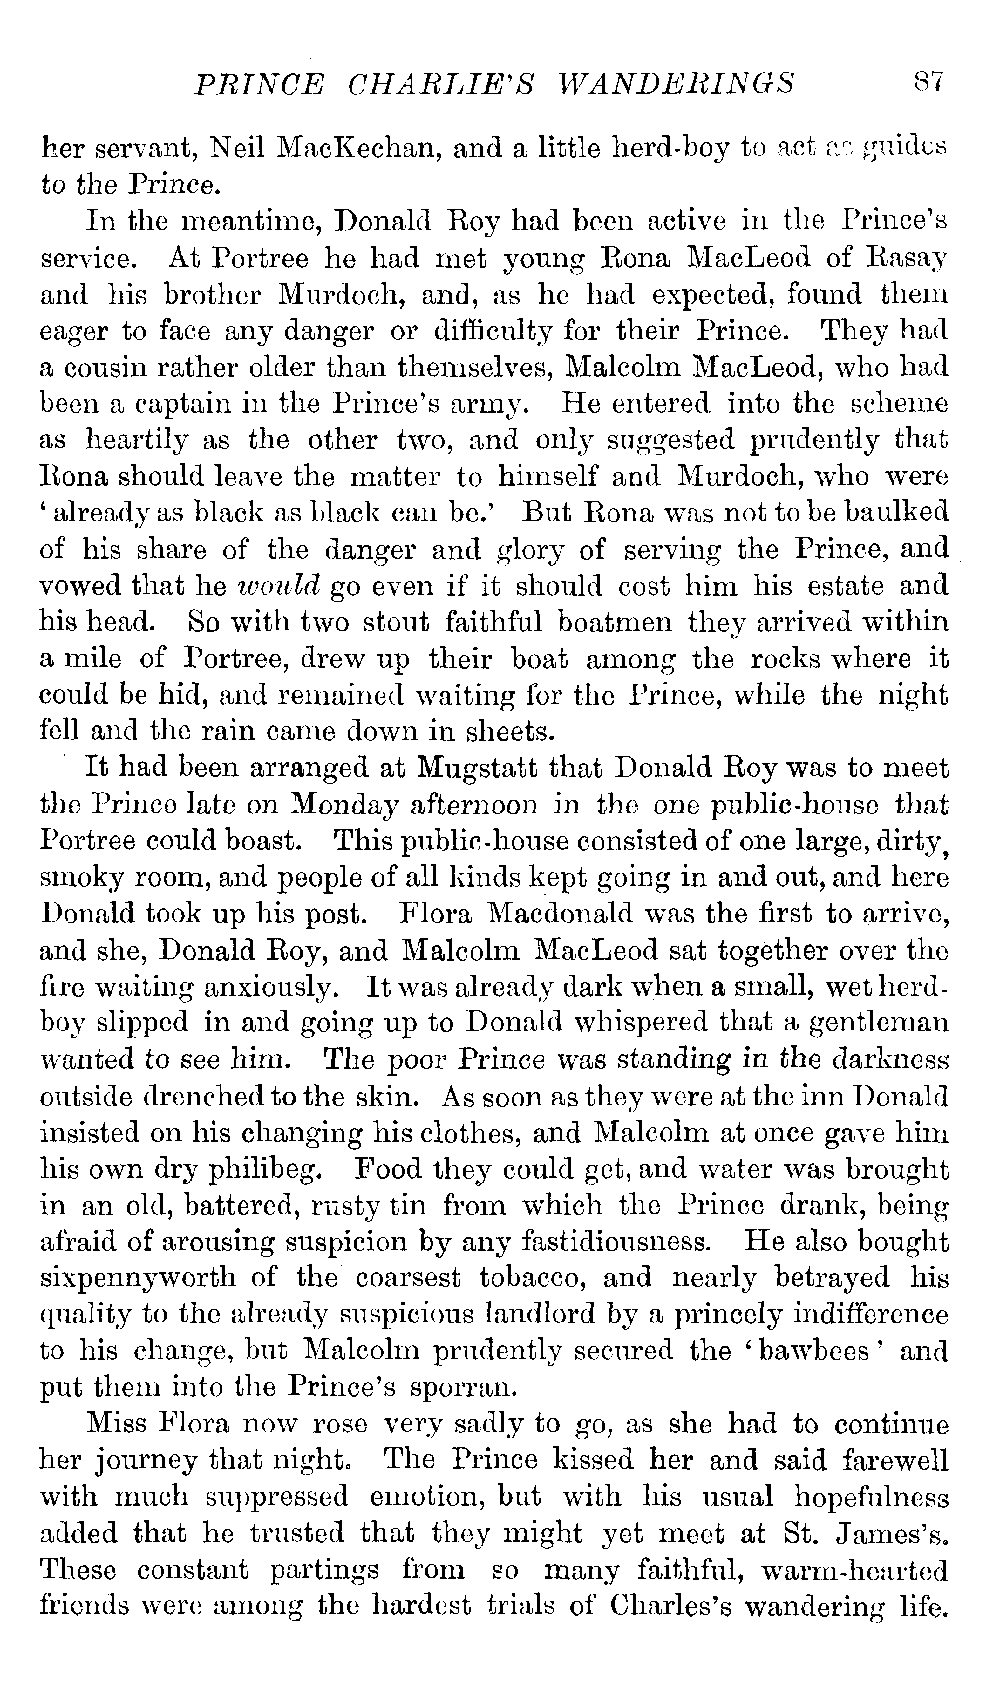 PRINCE CHARLIE'S WANDERINGS 87
her servant, Neil MacKechan, and a little herd-boy to act as guides
to the Prince.
In the meantime, Donald Roy had been active in the Prince's
service. At Portree he had met young Rona MacLeod of Rasay
and his brother Murdoch, and, as he had expected, found them
eager to face any danger or difficulty for their Prince. They had
a cousin rather older than themselves, Malcolm MacLeod, who had
been a captain in the Prince's army. He entered into the scheme
as heartily as the other two, and only suggested prudently that
Rona should leave the matter to himself and Murdoch, who were
'already as black as black can be.' But Rona was not to be baulked
of his share of the danger and glory of serving the Prince, and
vowed that he would go even if it should cost him his estate and
his head. So with two stout faithful boatmen they arrived within
a mile of Portree, drew up their boat among the rocks where it
could be hid, and remained waiting for the Prince, while the night
fell and the rain came down in sheets.
It had been arranged at Mugstatt that Donald Roy was to meet
the Prince late on Monday afternoon in the one public-house that
Portree could boast. This public-house consisted of one large, dirty,
smoky room, and people of all kinds kept going in and out, and here
Donald took up his post. Flora Macdonald was the first to arrive,
and she, Donald Roy, and Malcolm MacLeod sat together over the
fire waiting anxiously. It was already dark when a small, wet herd-
boy slipped in and going up to Donald whispered that a gentleman
wanted to see him. The poor Prince was standing in the darkness
outside drenched to the skin. As soon as they were at the inn Donald
insisted on his changing his clothes, and Malcolm at once gave him
his own dry philibeg. Food they could get, and water was brought
in an old, battered, rusty tin from which the Prince drank, being
afraid of arousing suspicion by any fastidiousness. He also bought
sixpennyworth of the coarsest tobacco, and nearly betrayed his
quality to the already suspicious landlord by a princely indifference
to his change, but Malcolm prudently secured the 'bawbees' and
put them into the Prince's sporran.
Miss Flora now rose very sadly to go, as she had to continue
her journey that night. The Prince kissed her and said farewell
with much suppressed emotion, but with his usual hopefulness
added that he trusted that they might yet meet at St. James's.
These constant partings from so many faithful, warm-hearted
friends were among the hardest trials of Charles's wandering life.